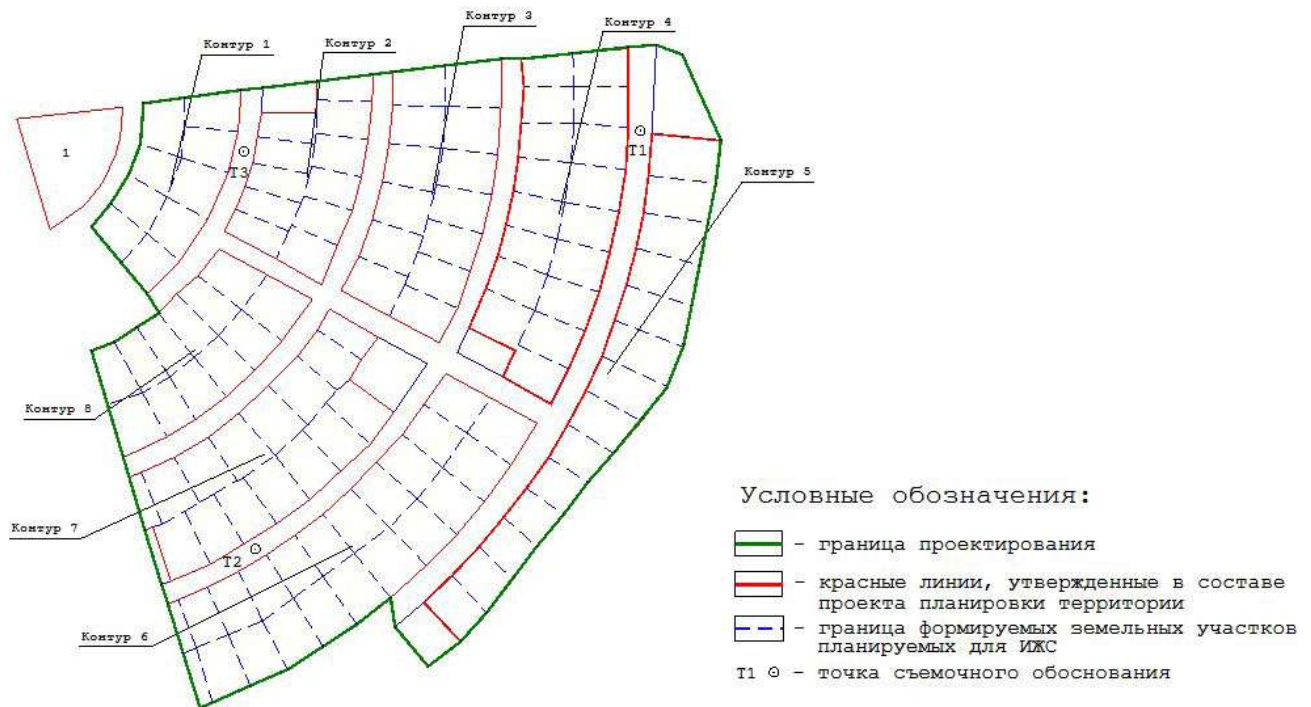 Контур 3
Контур 4
Контур 1
Контур 2
1
Т1
Т3
Контур 5
Контур 8
Контур 7
Т2
Контур 6
Условные обозначения:
- граница проектирования
- красные линии, утвержденные в составе
проекта планировки территории
- граница формируемых земельных участков
планируемых для ИЖС
Т1 ⊙ - точка съемочного обоснования